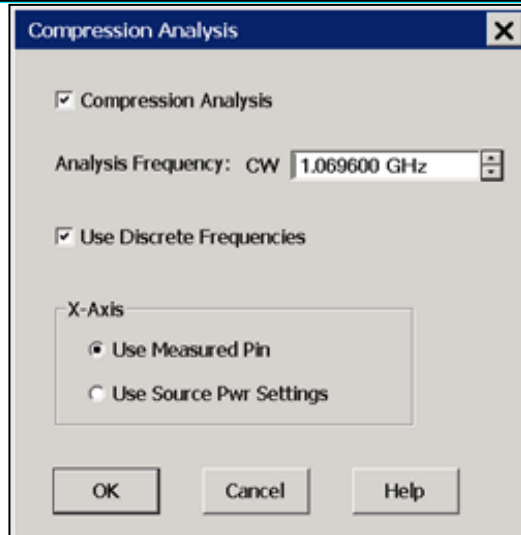 Compression Analysis
Compression Analysis
Analysis Frequency: CW 1.069600 GHz
Use Discrete Frequencies
X-Axis
Use Measured Pin
Use Source Pwr Settings
OK Cancel Help